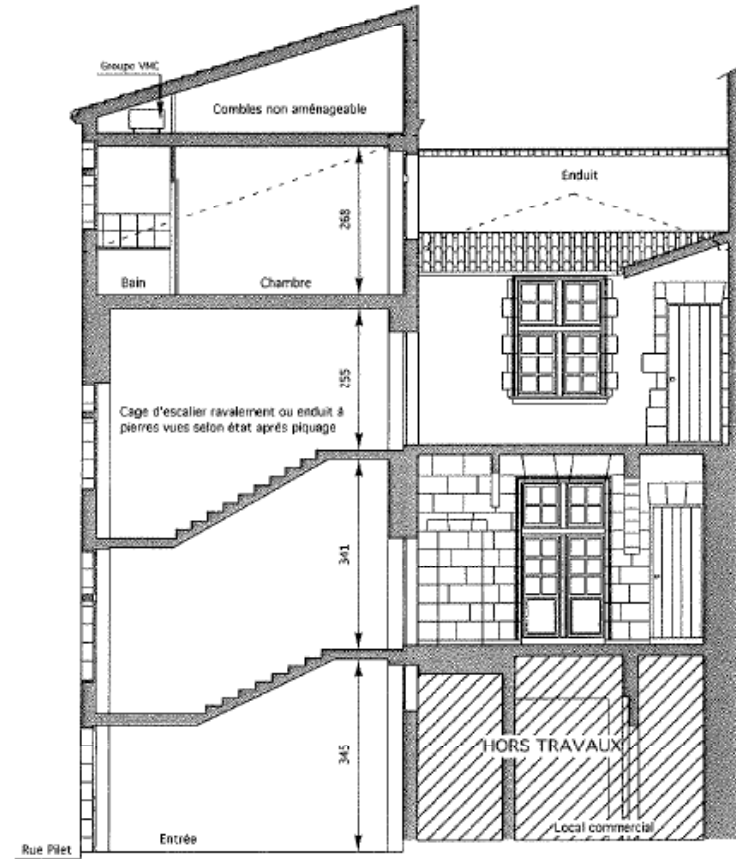 Groupe VMC
Combles non aménageable
Enduit
268
Bain
Chambre
255
Cage d'escalier ravalement ou enduit à
pierres vues selon état après piquage
341
345
HORS TRAVAUX
Local commercial
Entrée
Rue Pilet